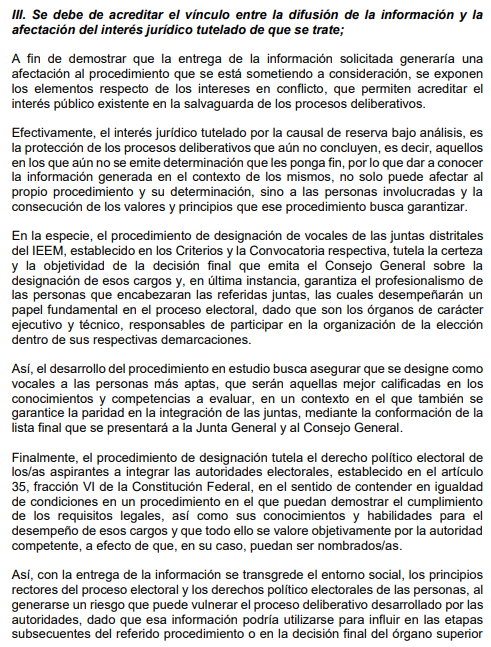 III. Se debe de acreditar el vínculo entre la difusión de la información y la
afectación del interés jurídico tutelado de que se trate;
A fin de demostrar que la entrega de la información solicitada generaría una
afectación al procedimiento que se está sometiendo a consideración, se exponen
los elementos respecto de los intereses en conflicto, que permiten acreditar el
interés público existente en la salvaguarda de los procesos deliberativos.
Efectivamente, el interés jurídico tutelado por la causal de reserva bajo análisis, es
la protección de los procesos deliberativos que aún no concluyen, es decir, aquellos
en los que aún no se emite determinación que les ponga fin, por lo que dar a conocer
la información generada en el contexto de los mismos, no solo puede afectar al
propio procedimiento y su determinación, sino a las personas involucradas y la
consecución de los valores y principios que ese procedimiento busca garantizar.
En la especie, el procedimiento de designación de vocales de las juntas distritales
del IEEM, establecido en los Criterios y la Convocatoria respectiva, tutela la certeza
y la objetividad de la decisión final que emita el Consejo General sobre la
designación de esos cargos y, en última instancia, garantiza el profesionalismo de
las personas que encabezaran las referidas juntas, las cuales desempeñarán un
papel fundamental en el proceso electoral, dado que son los órganos de carácter
ejecutivo y técnico, responsables de participar en la organización de la elección
dentro de sus respectivas demarcaciones.
Así, el desarrollo del procedimiento en estudio busca asegurar que se designe como
vocales a las personas más aptas, que serán aquellas mejor calificadas en los
conocimientos y competencias a evaluar, en un contexto en el que también se
garantice la paridad en la integración de las juntas, mediante la conformación de la
lista final que se presentará a la Junta General y al Consejo General.
Finalmente, el procedimiento de designación tutela el derecho político electoral de
los/as aspirantes a integrar las autoridades electorales, establecido en el artículo
35, fracción VI de la Constitución Federal, en el sentido de contender en igualdad
de condiciones en un procedimiento en el que puedan demostrar el cumplimiento
de los requisitos legales, así como sus conocimientos y habilidades para el
desempeño de esos cargos y que todo ello se valore objetivamente por la autoridad
competente, a efecto de que, en su caso, puedan ser nombrados/as.
Así, con la entrega de la información se transgrede el entorno social, los principios
rectores del proceso electoral y los derechos político electorales de las personas, al
generarse un riesgo que puede vulnerar el proceso deliberativo desarrollado por las
autoridades, dado que esa información podría utilizarse para influir en las etapas
subsecuentes del referido procedimiento o en la decisión final del órgano superior